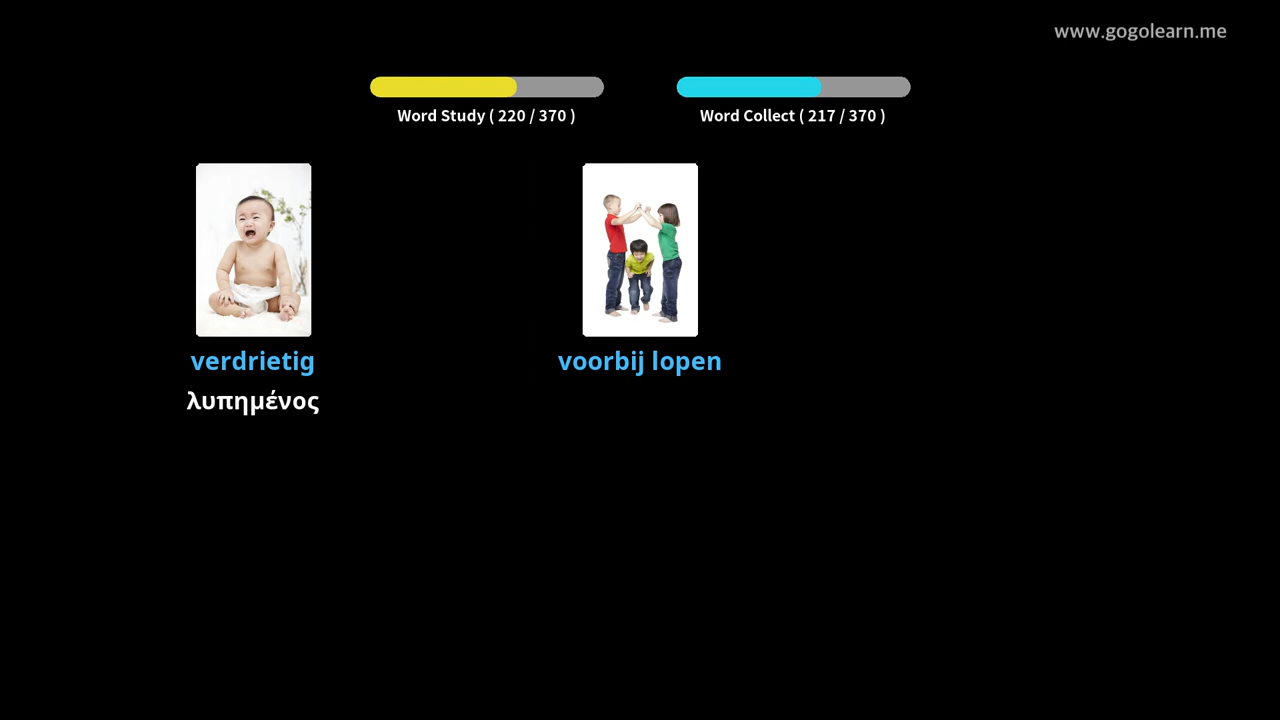 www.gogolearn.me
Word Study ( 220 / 370 )
Word Collect ( 217 / 370 )
verdrietig
λυπημένος
voorbij lopen